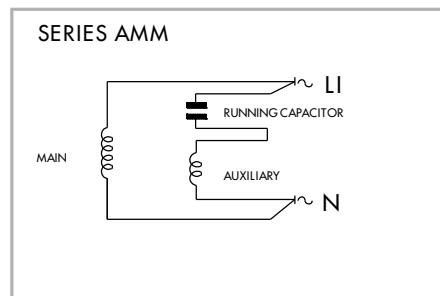 SERIES AMM
∿ LI
RUNNING CAPACITOR
MAIN
AUXILIARY
∿ N